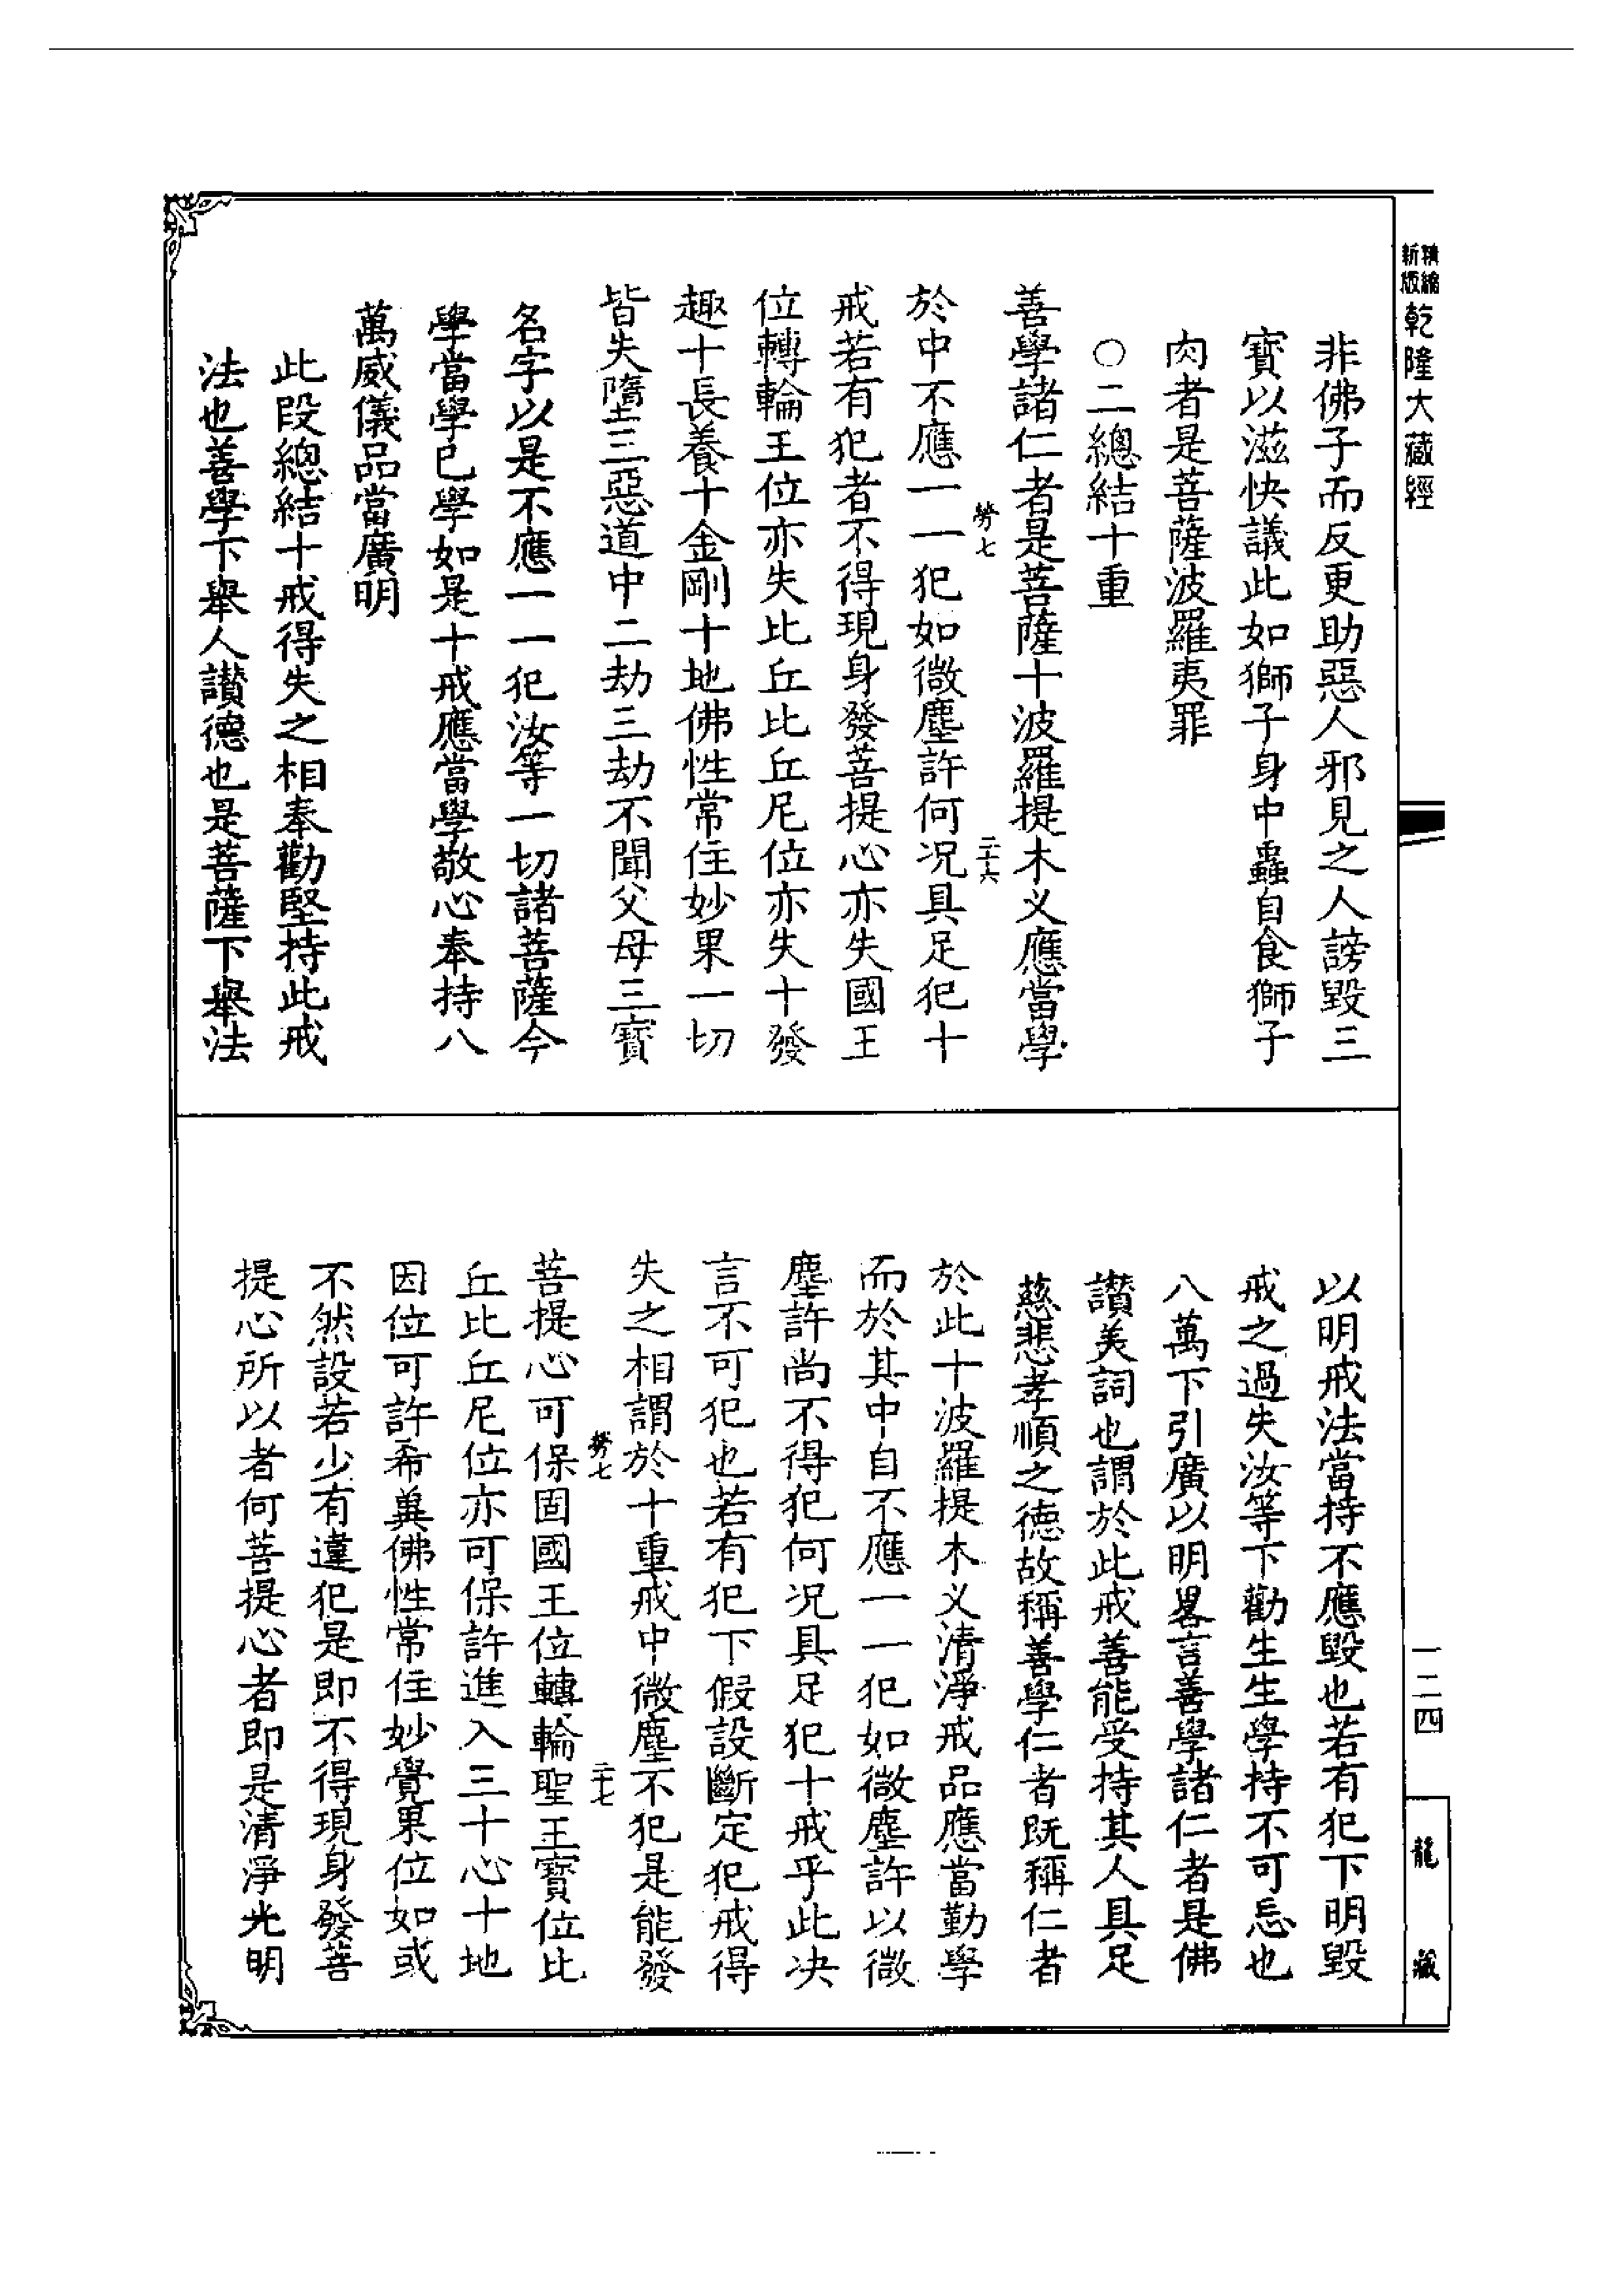 精縮
新版
乾隆大藏經
非佛子而反更助惡人邪見之人謗毀三
寶以滋快議此如獅子身中蟲自食獅子
肉者是菩薩波羅夷罪
○二總結十重
善學諸仁者是菩薩十波羅提木义應當學
勞七
二十六
於中不應一一犯如微塵許何况具足犯十
戒若有犯者不得現身發菩提心亦失國王
位轉輪王位亦失比丘比丘尼位亦失十發
趣十長養十金剛十地佛性常住妙果一切
皆失墮三惡道中二劫三劫不聞父母三寶
名字以是不應一一犯汝等一切諸菩薩今
學當學已學如是十戒應當學敬心奉持八
萬威儀品當廣明
此段總結十戒得失之相奉勸堅持此戒
法也善學下舉人讃德也是菩薩下舉法
以明戒法當持不應毀也若有犯下明毀
戒之過失汝等下勸生生學持不可忘也
八萬下引廣以明畧言善學諸仁者是佛
讃美詞也謂於此戒善能受持其人具足
慈悲孝順之德故稱善學仁者既稱仁者
於此十波羅提木义清淨戒品應當勤學
而於其中自不應一一犯如微塵許以微
塵許尚不得犯何况具足犯十戒乎此决
言不可犯也若有犯下假設斷定犯戒得
失之相謂於十重戒中微塵不犯是能發
勞七
二十七
菩提心可保固國王位轉輪聖王寶位比
丘比丘尼位亦可保許進入三十心十地
因位可許希兾佛性常住妙覺果位如或
不然設若少有違犯是即不得現身發菩
提心所以者何菩提心者即是清淨光明
一二四
龍藏